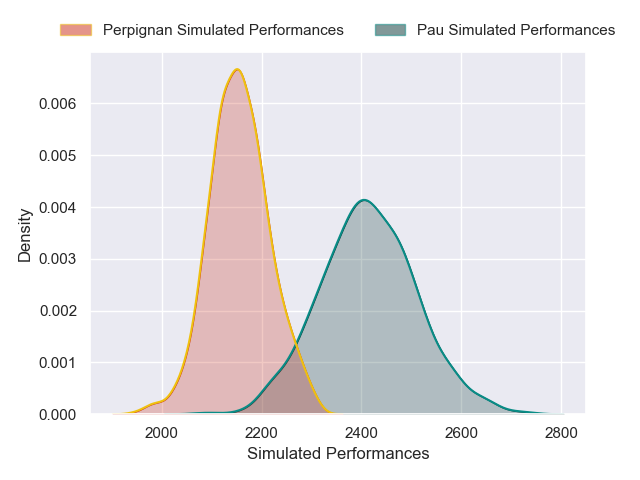 Perpignan Simulated Performances Pau Simulated Performances
0.006
0.005
0.004
0.003
0.002
0.001
0.000
Density
2000 2200 2400 2600 2800
Simulated Performances